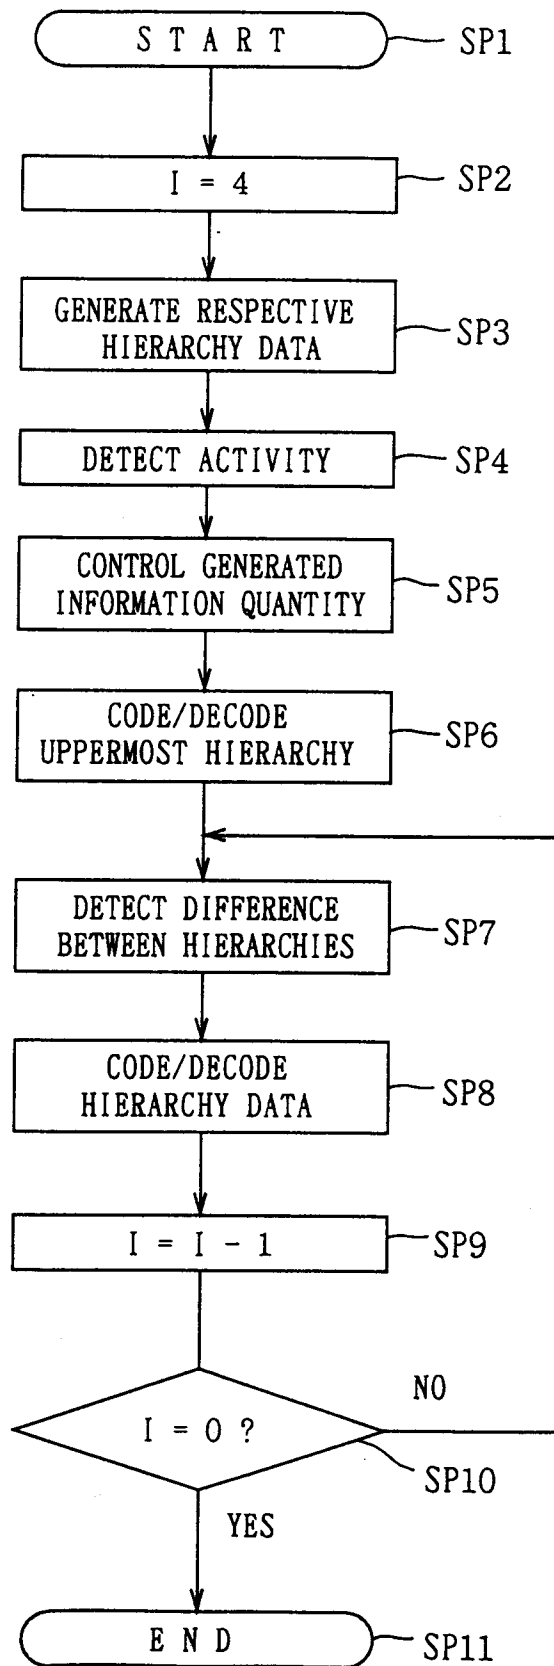 START
SP1
I = 4
SP2
GENERATE RESPECTIVE
HIERARCHY DATA
SP3
DETECT ACTIVITY
SP4
CONTROL GENERATED
INFORMATION QUANTITY
SP5
CODE/DECODE
UPPERMOST HIERARCHY
SP6
DETECT DIFFERENCE
BETWEEN HIERARCHIES
SP7
CODE/DECODE
HIERARCHY DATA
SP8
I = I - 1
SP9
NO
I = 0 ?
SP10
YES
END
SP11